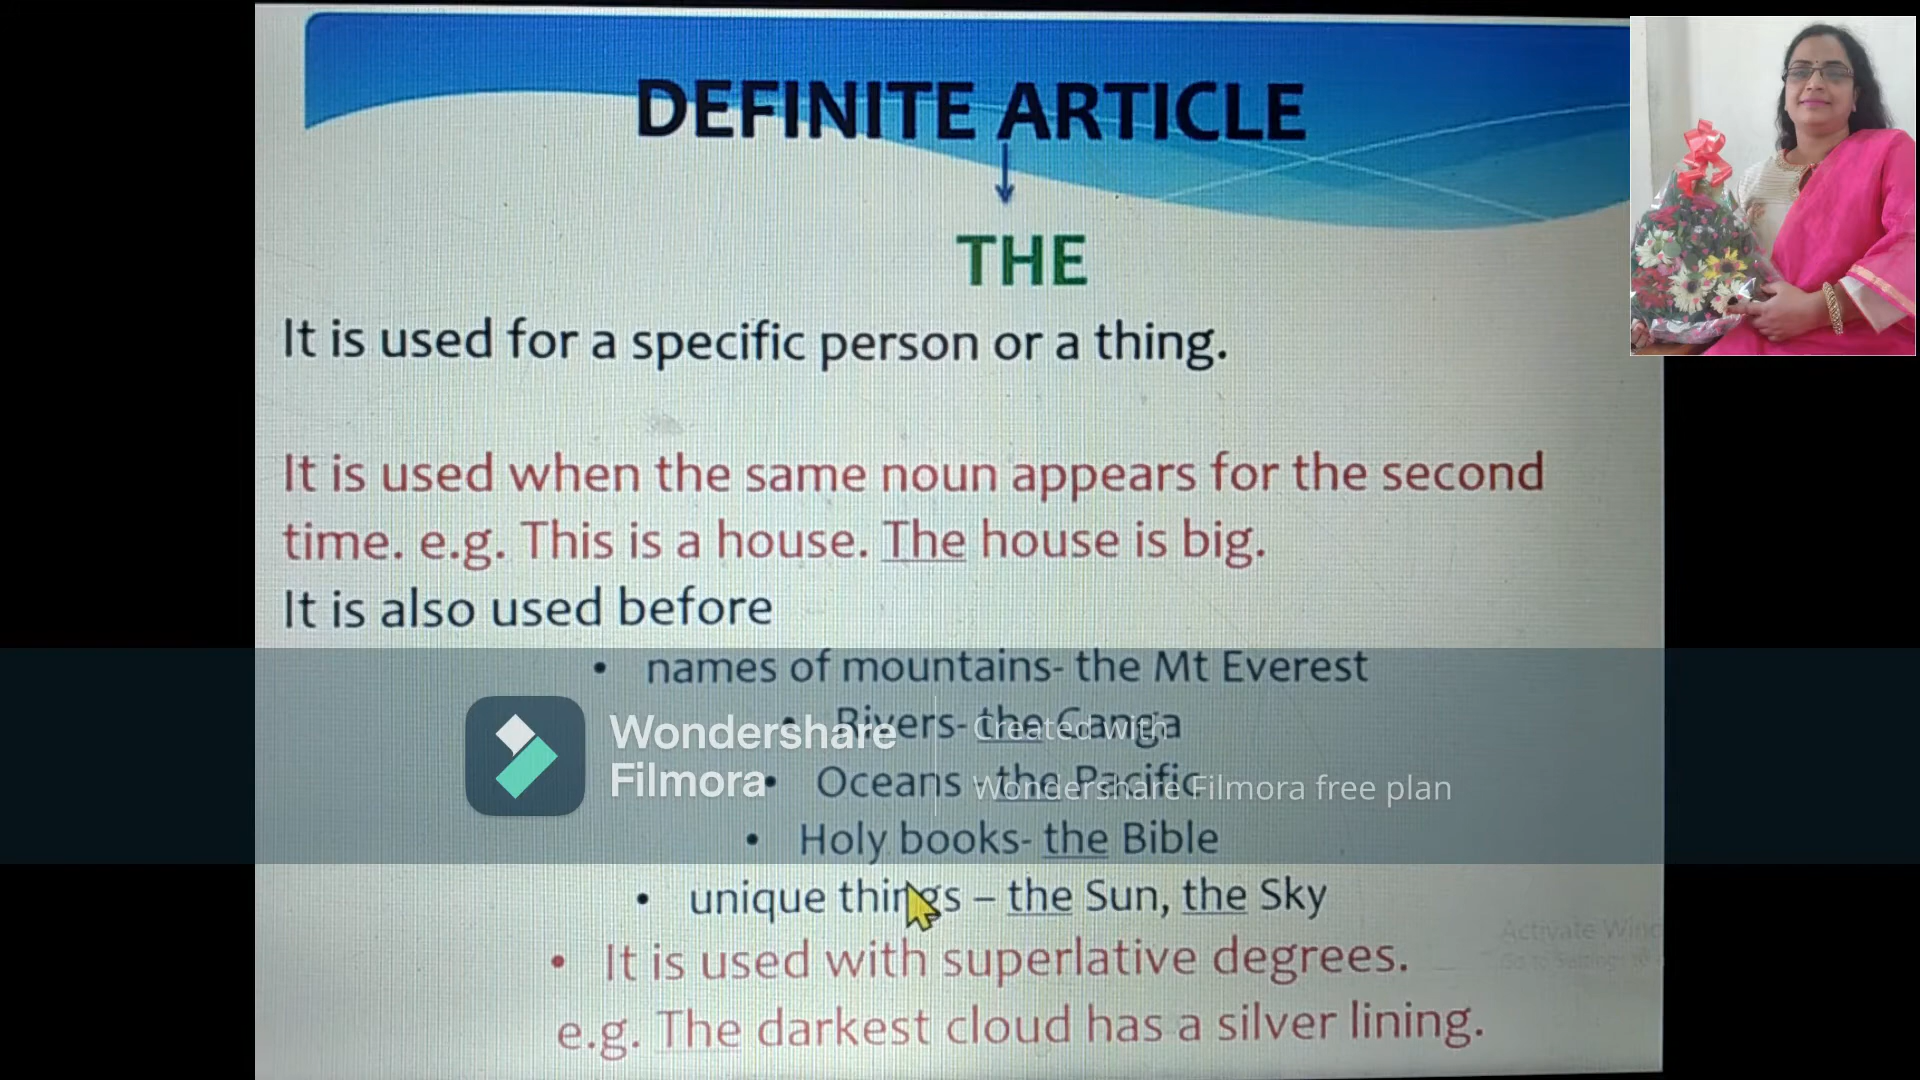 DEFINITE ARTICLE
THE
It is used for a specific person or a thing.
It is used when the same noun appears for the second
time. e.g. This is a house. The house is big.
It is also used before
• names of mountains- the Mt Everest
• Rivers- the Ganga
• Oceans - the Pacific
• Holy books- the Bible
• unique things – the Sun, the Sky
• It is used with superlative degrees.
e.g. The darkest cloud has a silver lining.
Wondershare
Filmora
Created with
Wondershare Filmora free plan
Activate Wind